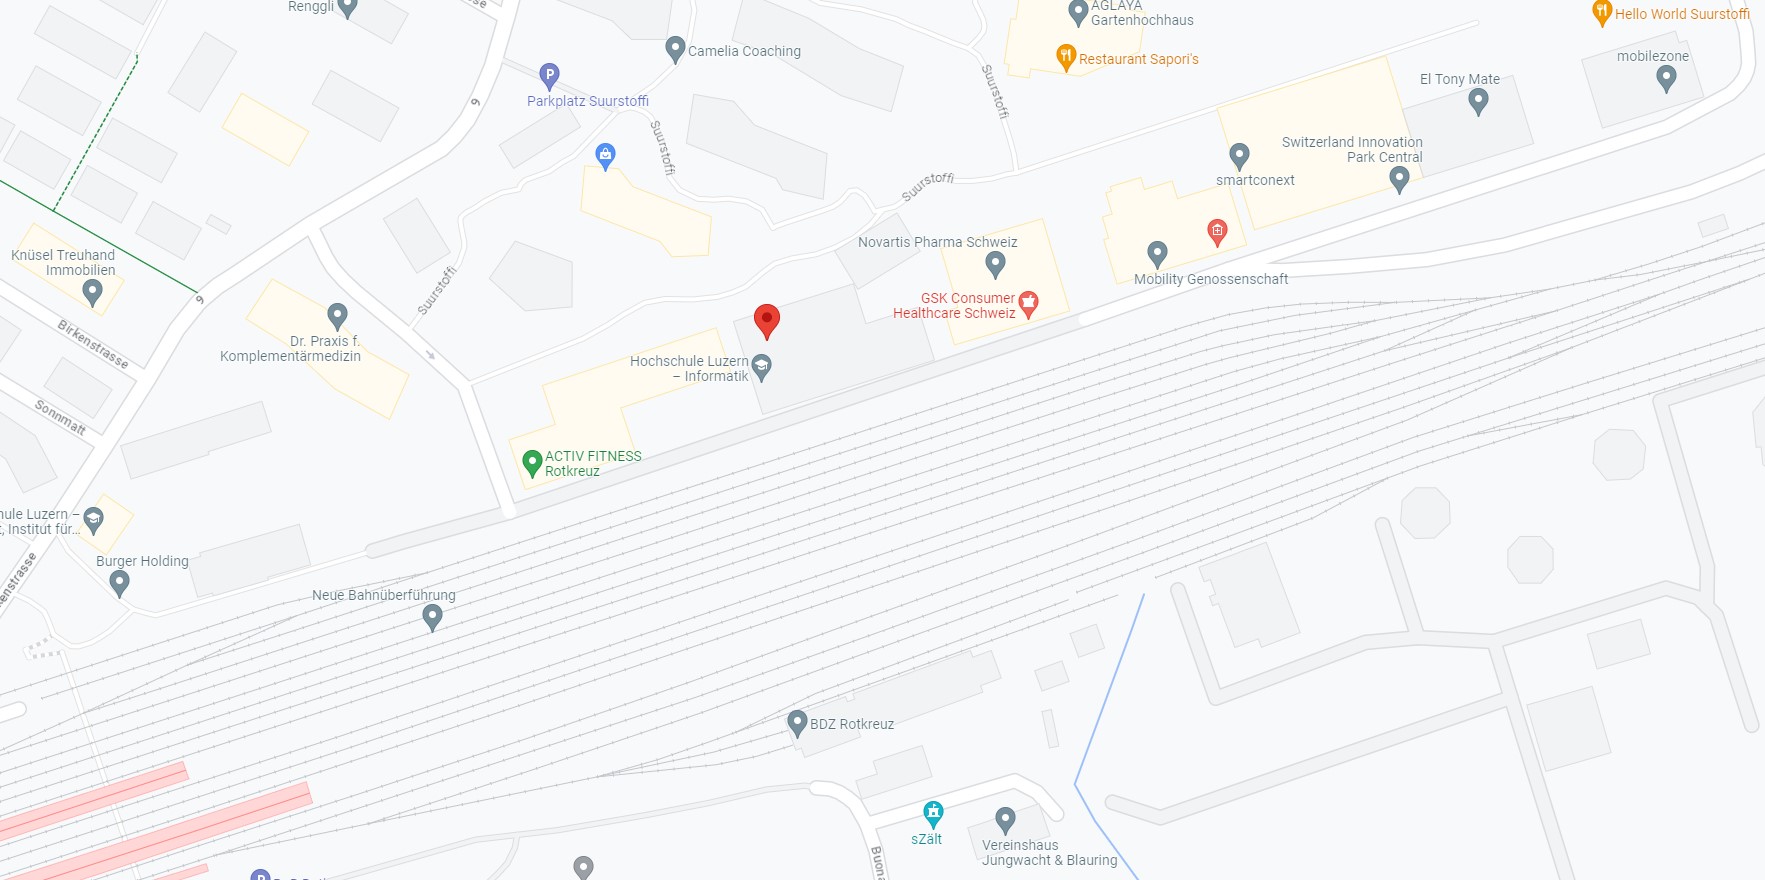 Renggli
Camelia Coaching
AGLAYA
Gartenhochhaus
Hello World Suurstoffi
Restaurant Sapori's
mobilezone
El Tony Mate
P
Parkplatz Suurstoffi
9
Suurstoffi
Suurstoffi
Switzerland Innovation
Park Central
smartconext
Suurstoffi
Knüsel Treuhand
Immobilien
Novartis Pharma Schweiz
Mobility Genossenschaft
9
Suurstoffi
GSK Consumer
Healthcare Schweiz
Birkenstrasse
Dr. Praxis f.
Komplementärmedizin
Hochschule Luzern
– Informatik
Sonnmatt
ACTIV FITNESS
Rotkreuz
Luzern –
Institut für...
Burger Holding
Neue Bahnüberführung
BDZ Rotkreuz
sZält
Vereinshaus
Jungwacht & Blauring
P